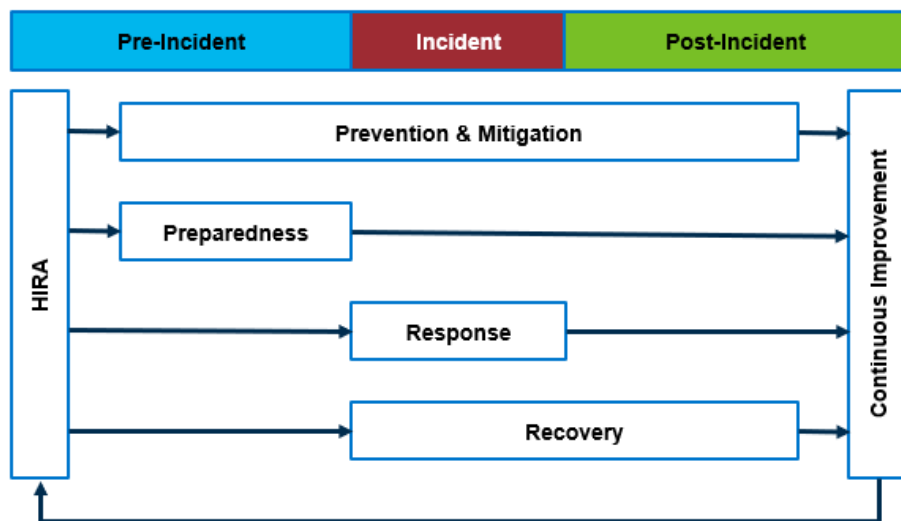 Pre-Incident
Incident
Post-Incident
HIRA
Prevention & Mitigation
Preparedness
Response
Recovery
Continuous Improvement